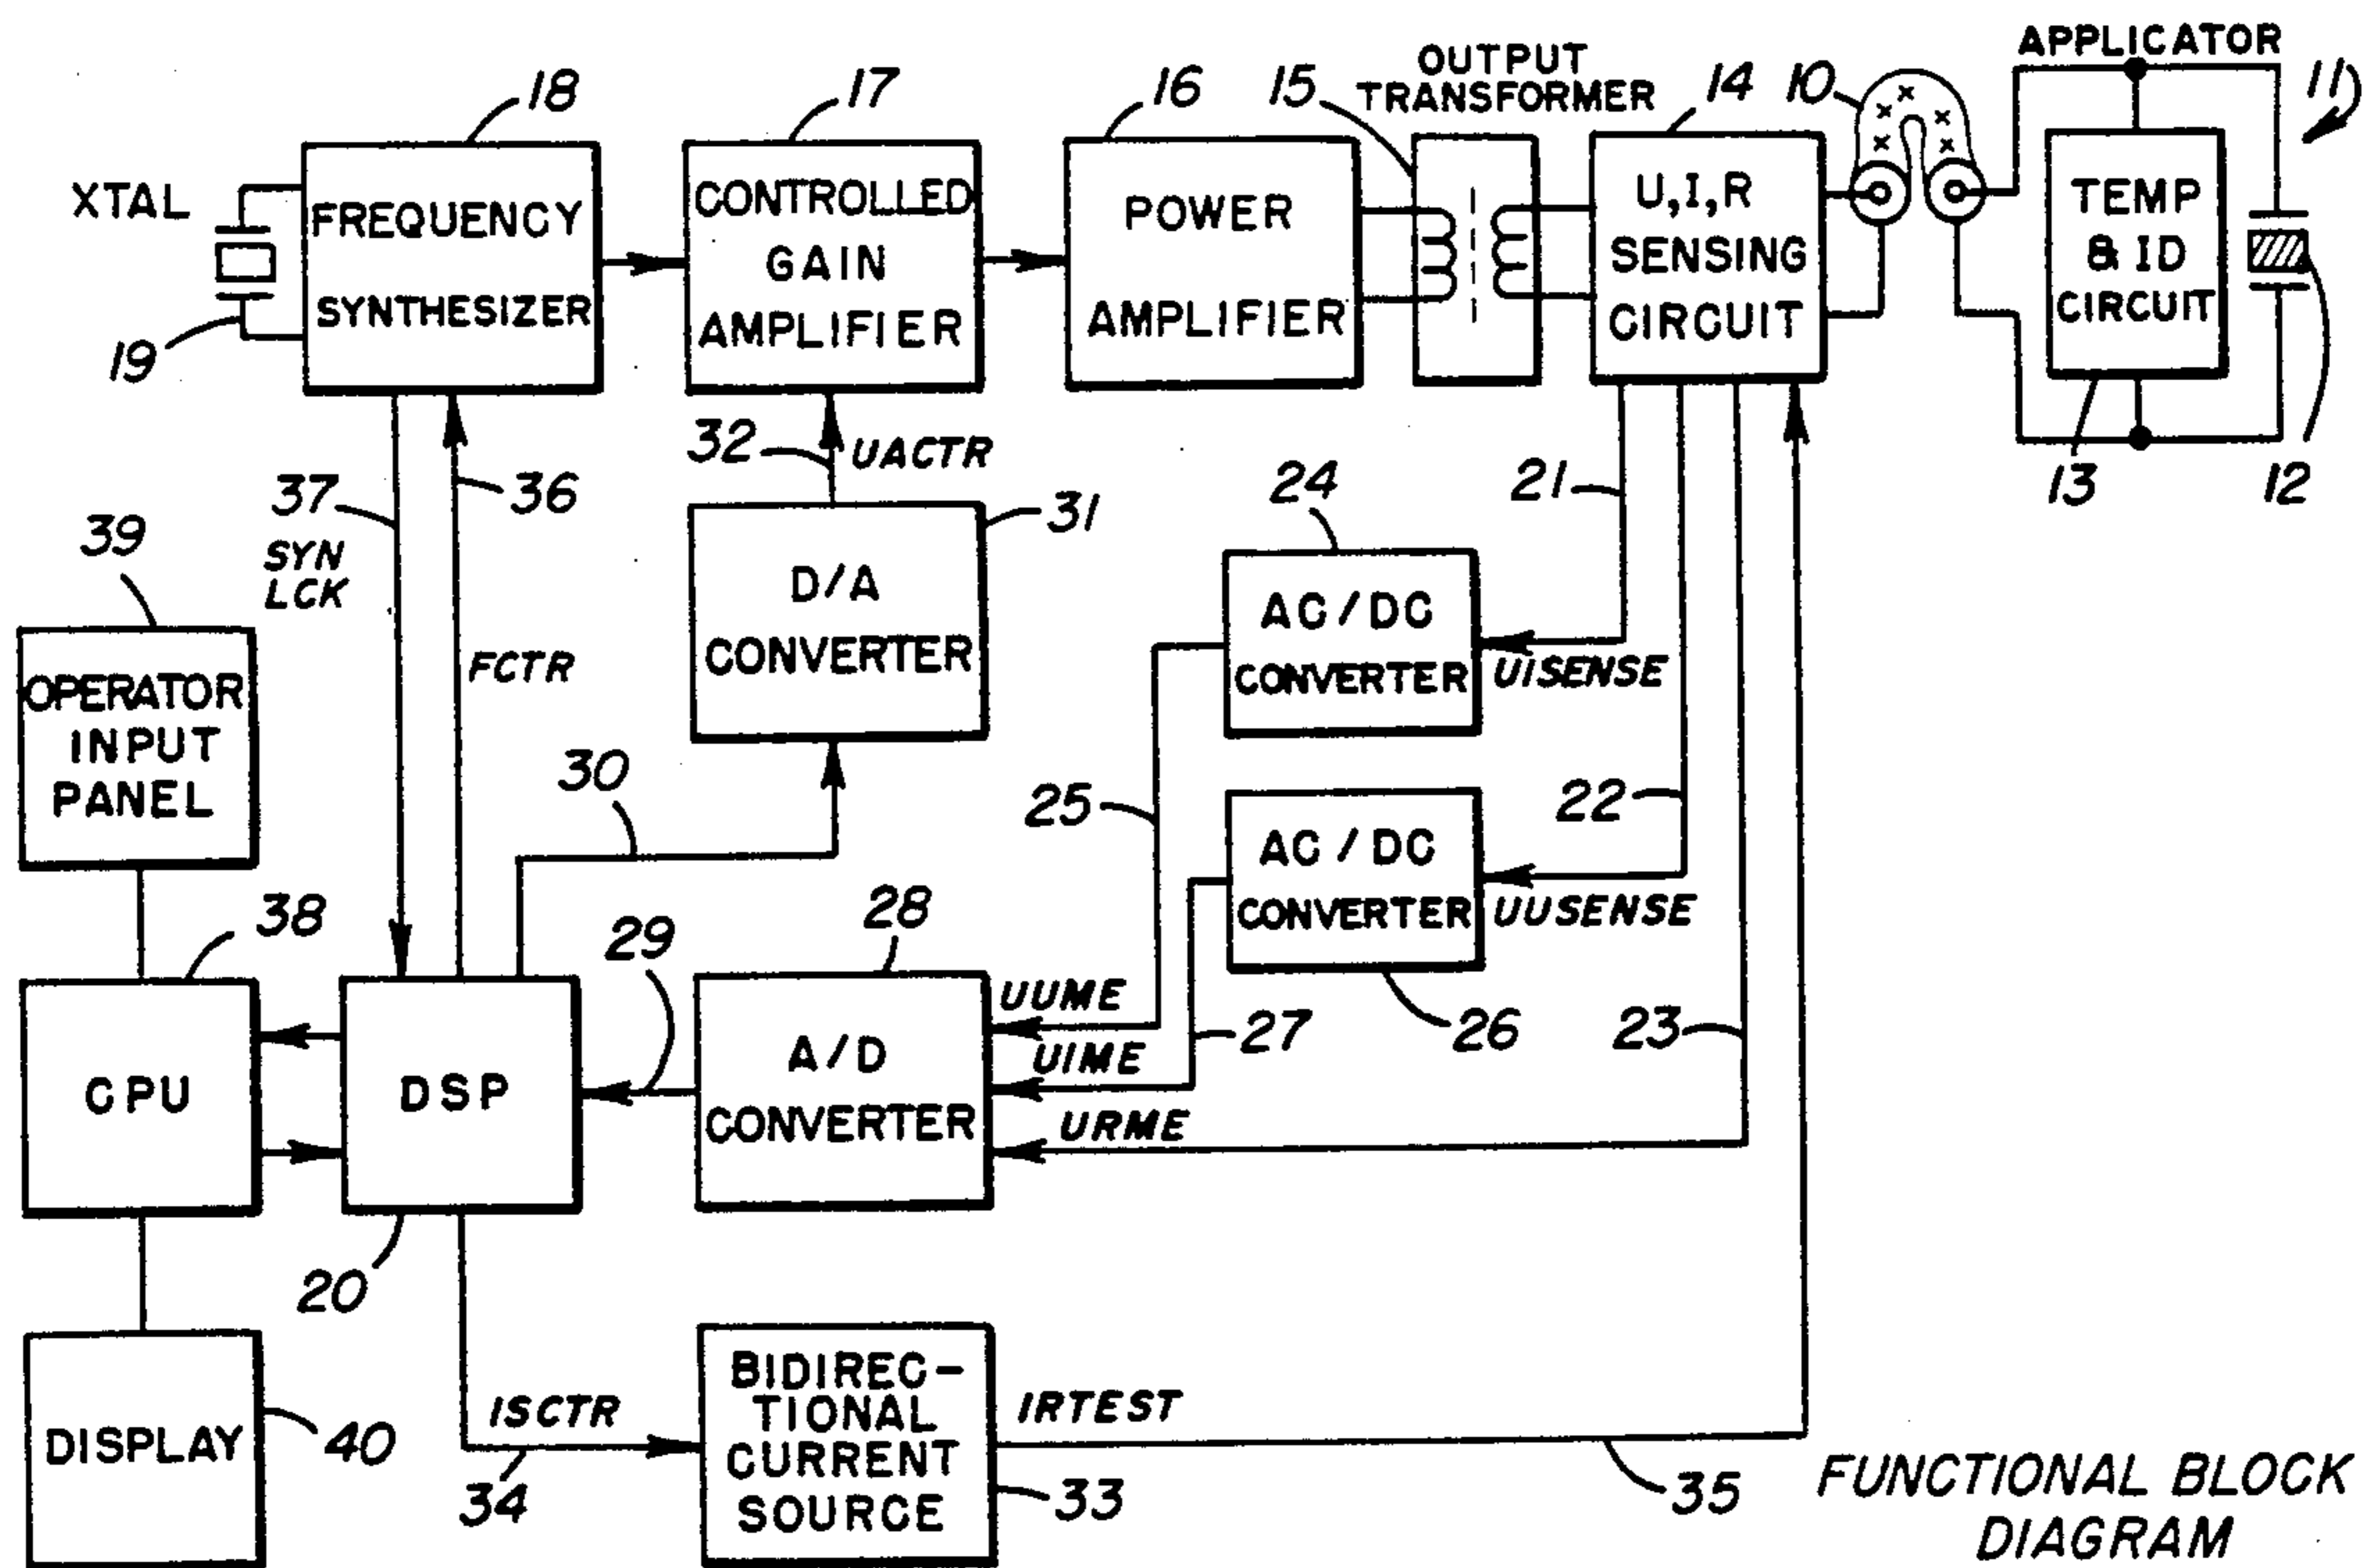 APPLICATOR
OUTPUT
TRANSFORMER
18
17
16
15
14
10
11
XTAL
FREQUENCY
SYNTHESIZER
CONTROLLED
GAIN
AMPLIFIER
POWER
AMPLIFIER
U,I,R
SENSING
CIRCUIT
TEMP
& ID
CIRCUIT
19
32
UACTR
13
12
37
SYN
LCK
36
FCTR
31
D/A
CONVERTER
24
21
AC/DC
CONVERTER
UISENSE
39
OPERATOR
INPUT
PANEL
30
25
22
AC/DC
CONVERTER
UUSENSE
38
29
28
26
27
23
CPU
DSP
A/D
CONVERTER
UUME
UIME
URME
20
DISPLAY
40
ISCTR
34
BIDIREC-
TIONAL
CURRENT
SOURCE
33
IRTEST
35
FUNCTIONAL BLOCK
DIAGRAM